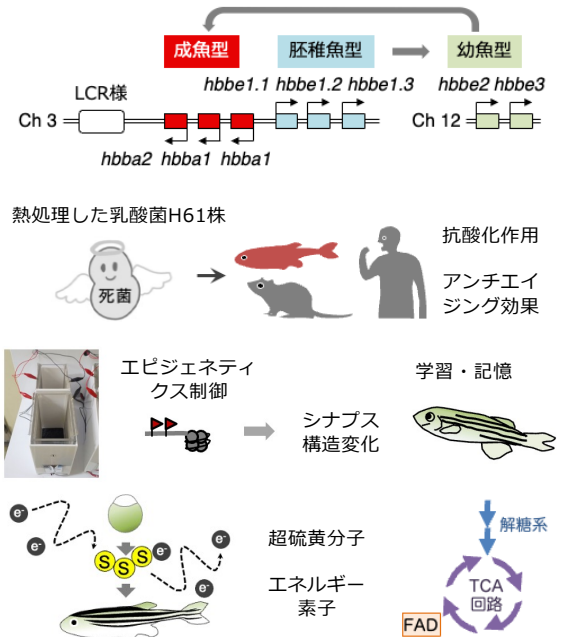 成魚型
胚稚魚型
幼魚型
hbbe1.1 hbbe1.2 hbbe1.3
hbbe2 hbbe3
LCR様
Ch 3
Ch 12
hbba2 hbba1 hbba1
熱処理した乳酸菌H61株
死菌
抗酸化作用
アンチエイ
ジング効果
エピジェネティ
クス制御
シナプス
構造変化
学習・記憶
e-
e-
e-
e-
e-
S
S
S
超硫黄分子
エネルギー
素子
解糖系
TCA
回路
FAD